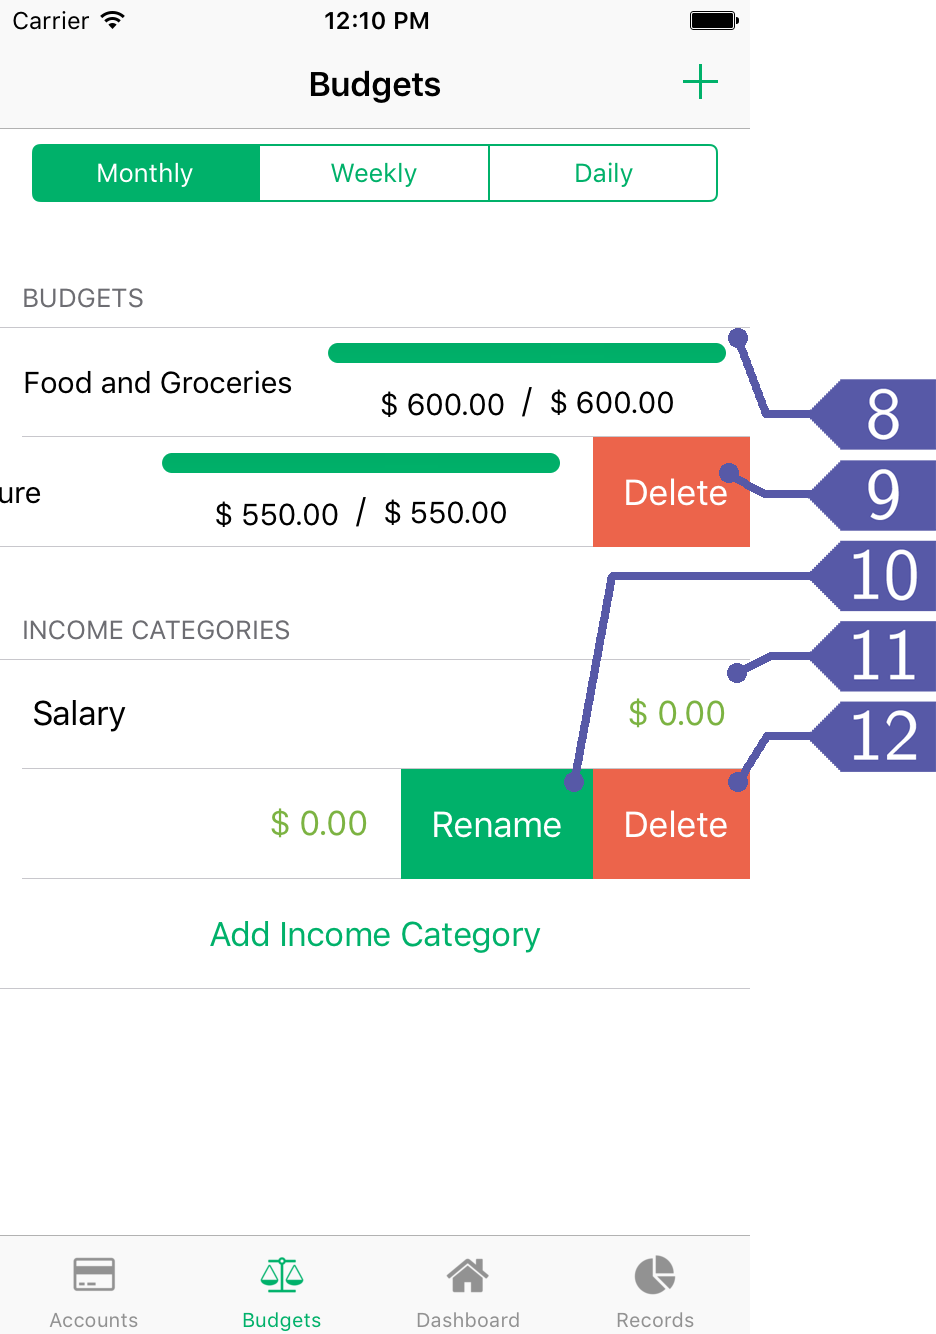 Carrier 12:10 PM
Budgets
Monthly Weekly Daily
BUDGETS
Food and Groceries $ 600.00 / $ 600.00
8
ure $ 550.00 / $ 550.00 Delete
9
10
INCOME CATEGORIES
11
Salary $ 0.00
12
$ 0.00 Rename Delete
Add Income Category
Accounts Budgets Dashboard Records